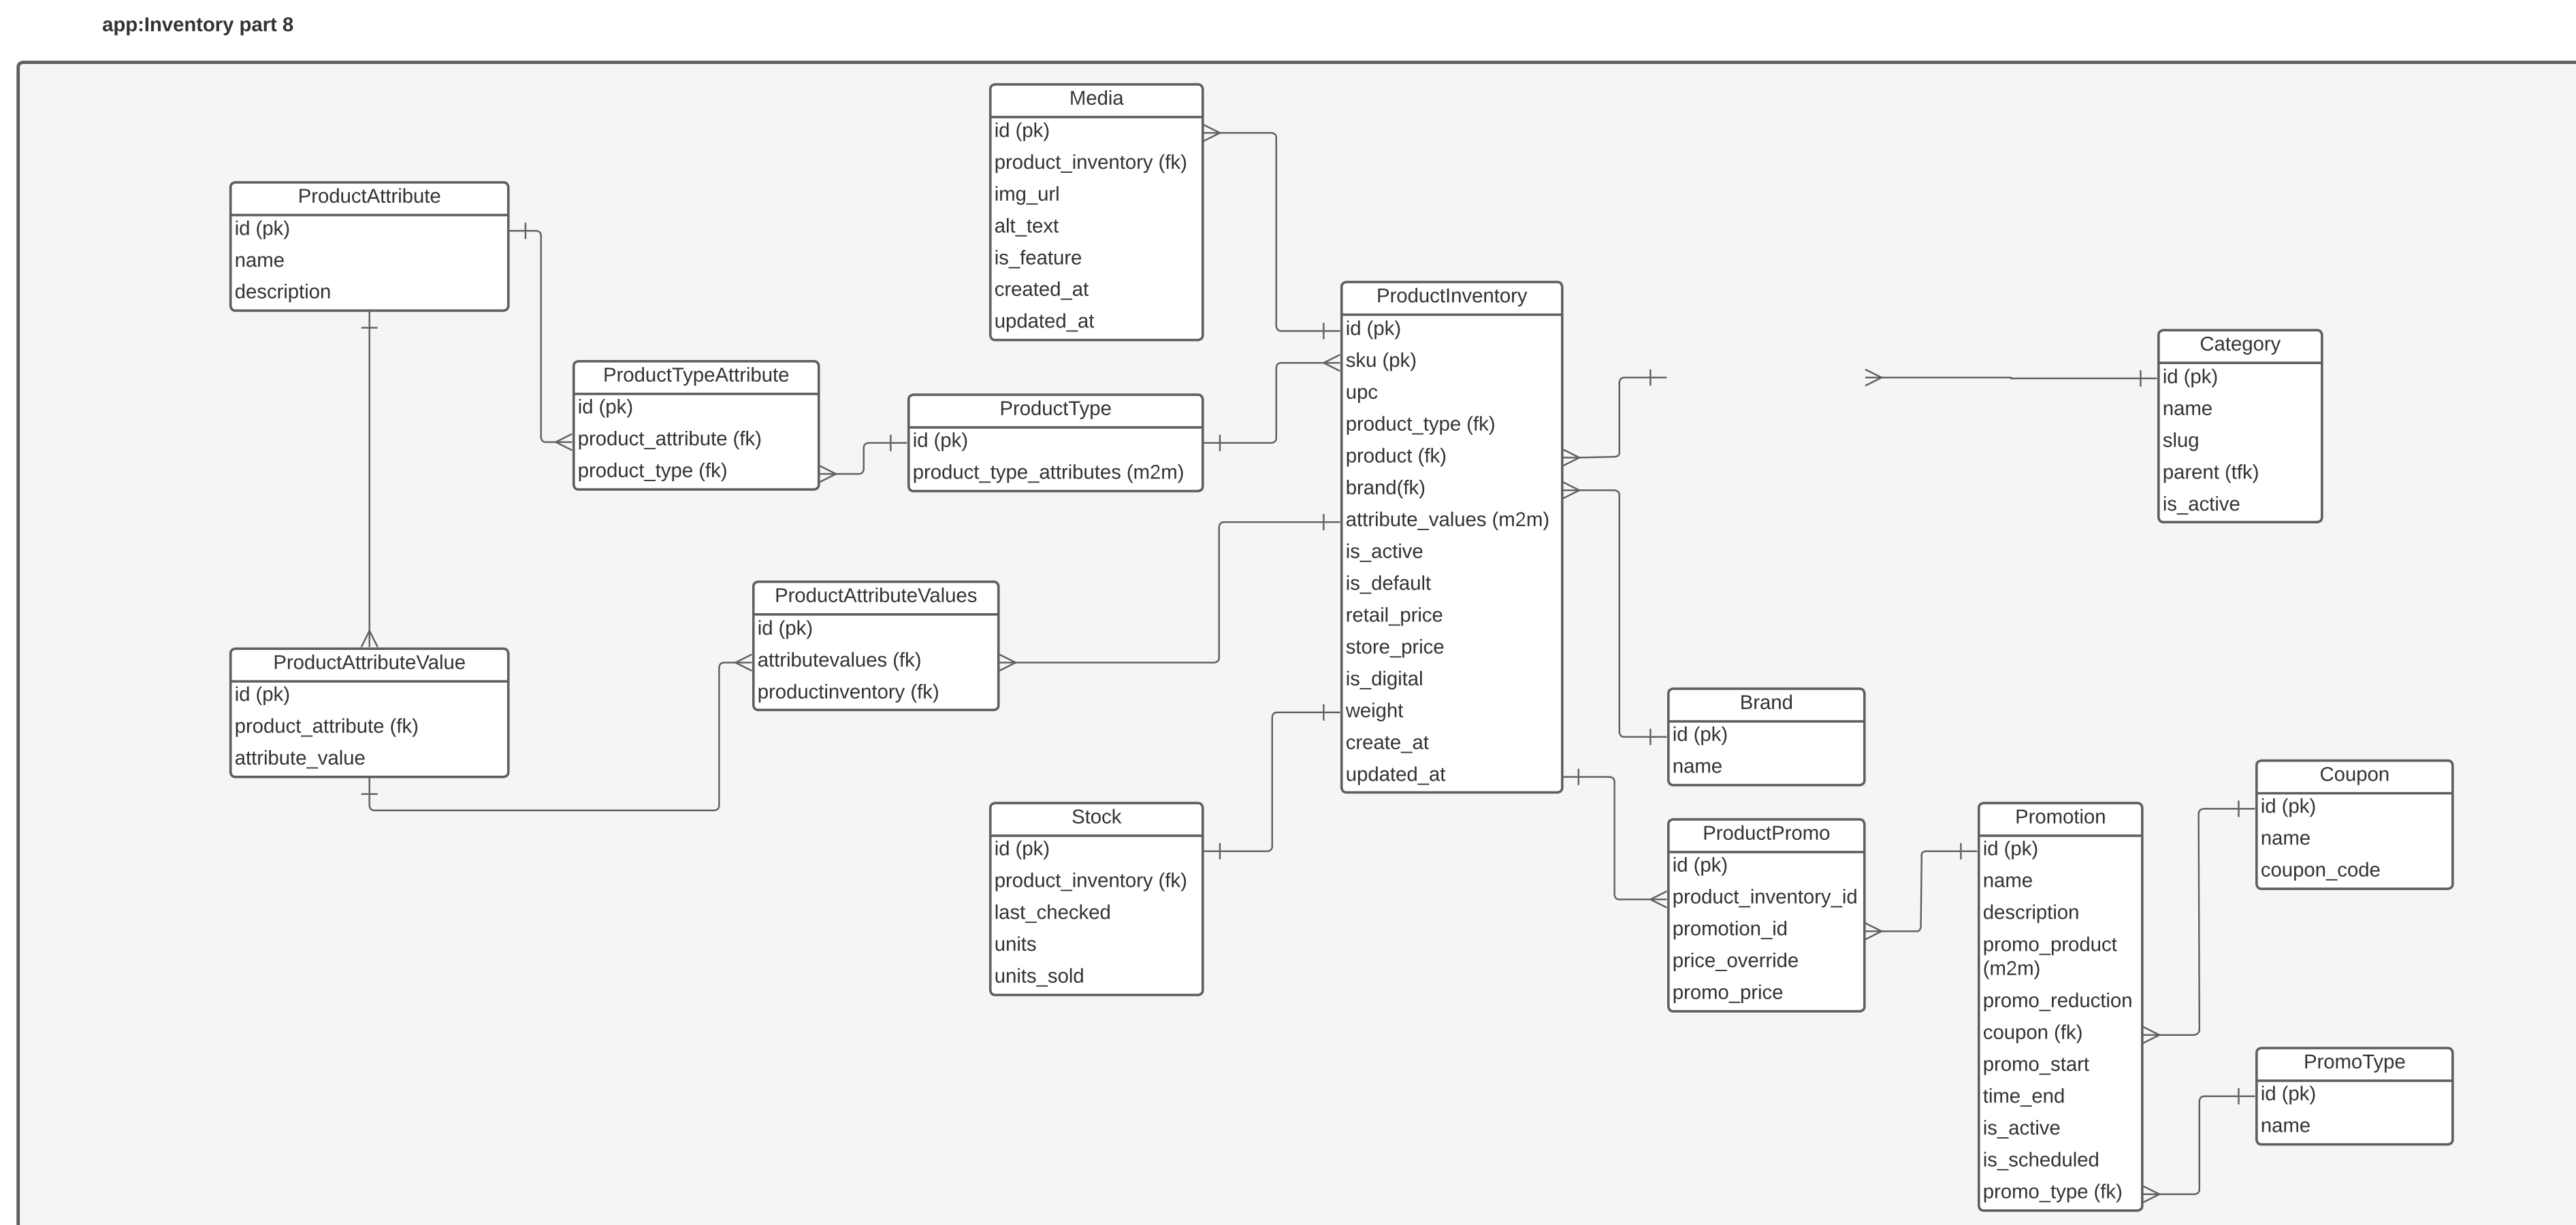 app:Inventory part 8
Media
id (pk)
product_inventory (fk)
img_url
alt_text
is_feature
created_at
updated_at
ProductAttribute
id (pk)
name
description
ProductTypeAttribute
id (pk)
product_attribute (fk)
product_type (fk)
ProductType
id (pk)
product_type_attributes (m2m)
ProductInventory
id (pk)
sku (pk)
upc
product_type (fk)
product (fk)
brand(fk)
attribute_values (m2m)
is_active
is_default
retail_price
store_price
is_digital
weight
create_at
updated_at
Category
id (pk)
name
slug
parent (tfk)
is_active
ProductAttributeValues
id (pk)
attributevalues (fk)
productinventory (fk)
ProductAttributeValue
id (pk)
product_attribute (fk)
attribute_value
Stock
id (pk)
product_inventory (fk)
last_checked
units
units_sold
Brand
id (pk)
name
ProductPromo
id (pk)
product_inventory_id
promotion_id
price_override
promo_price
Promotion
id (pk)
name
description
promo_product
(m2m)
promo_reduction
coupon (fk)
promo_start
time_end
is_active
is_scheduled
promo_type (fk)
Coupon
id (pk)
name
coupon_code
PromoType
id (pk)
name